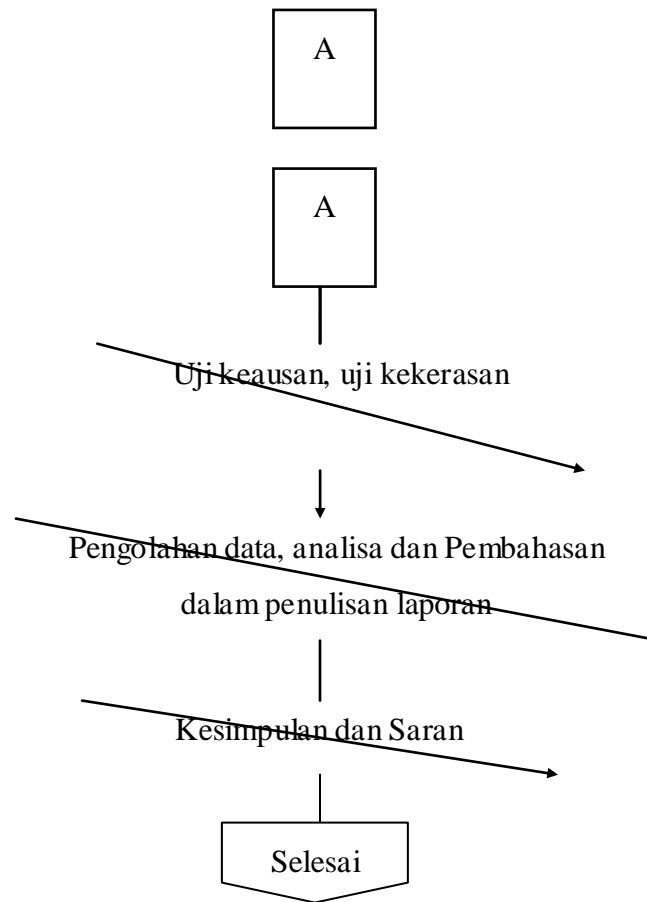 A
A
Uji keausan, uji kekerasan
Pengolahan data, analisa dan Pembahasan
dalam penulisan laporan
Kesimpulan dan Saran
Selesai